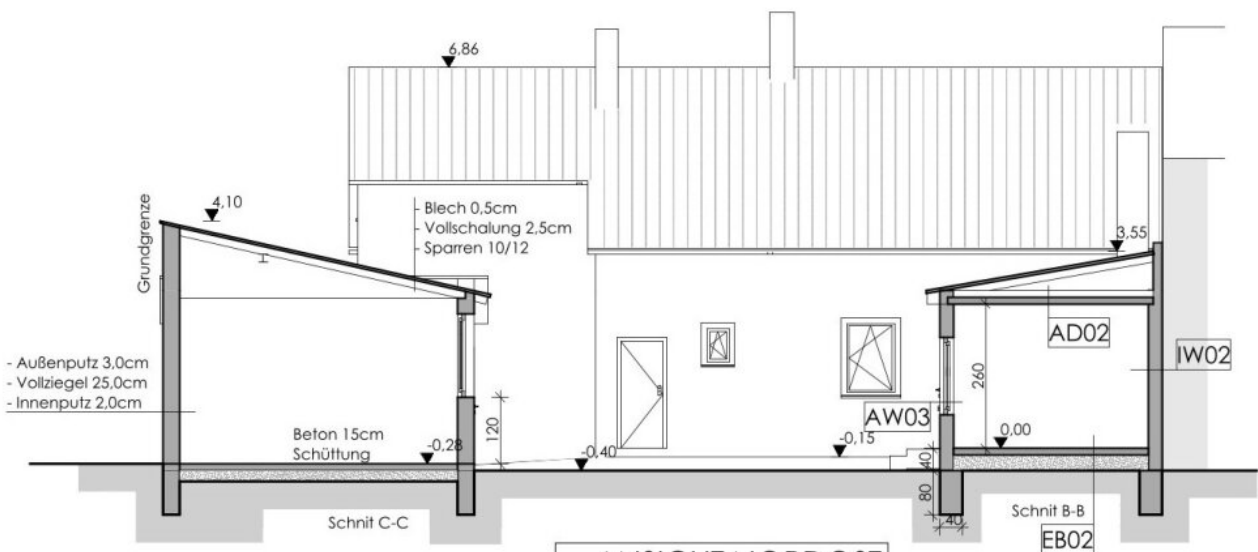 6,86
4,10
Grundgrenze
- Blech 0,5cm
- Vollschalung 2,5cm
- Sparren 10/12
3,55
AD02
IW02
- Außenputz 3,0cm
- Vollziegel 25,0cm
- Innenputz 2,0cm
260
AW03
120
Beton 15cm
Schüttung
-0,28
-0,40
-0,15
0,00
40
80
40
Schnit C-C
Schnit B-B
EB02